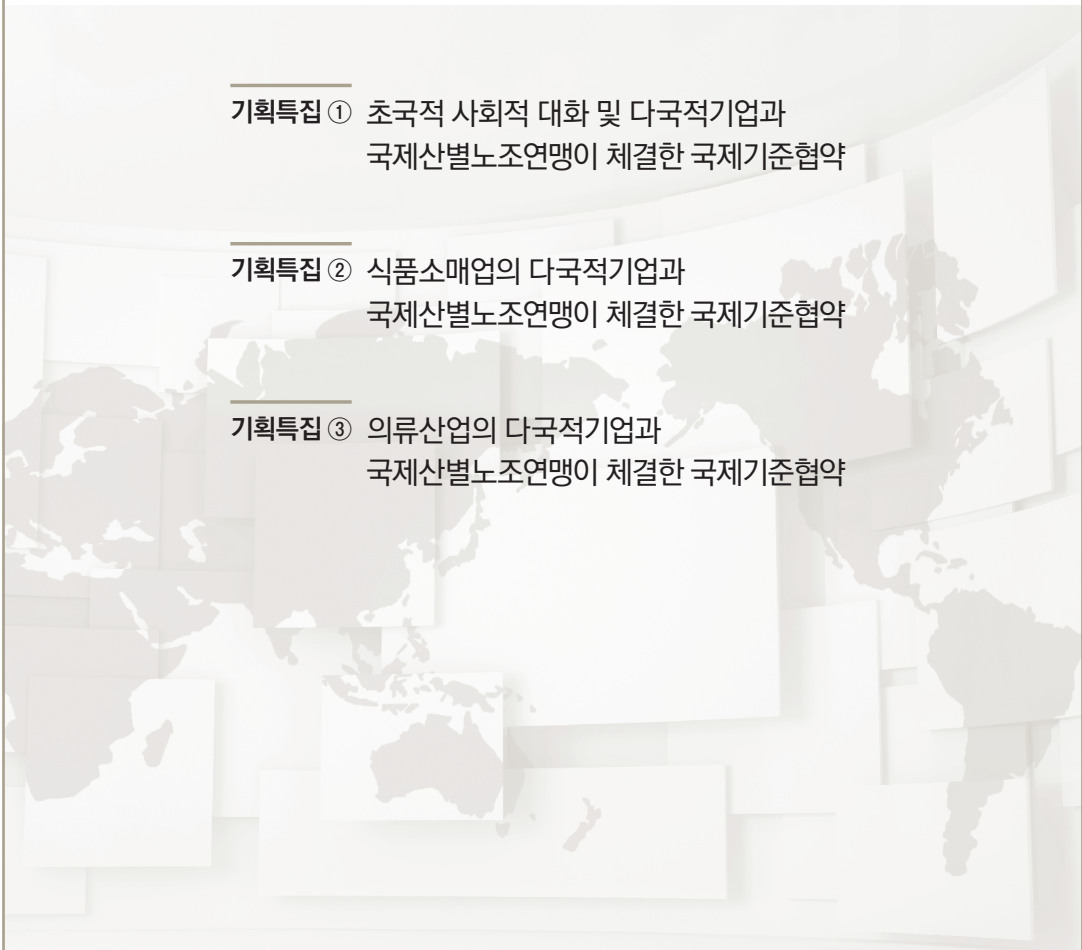 기획특집 ① 초국적 사회적 대화 및 다국적기업과
국제산별노조연맹이 체결한 국제기준협약
기획특집 ② 식품소매업의 다국적기업과
국제산별노조연맹이 체결한 국제기준협약
기획특집 ③ 의류산업의 다국적기업과
국제산별노조연맹이 체결한 국제기준협약